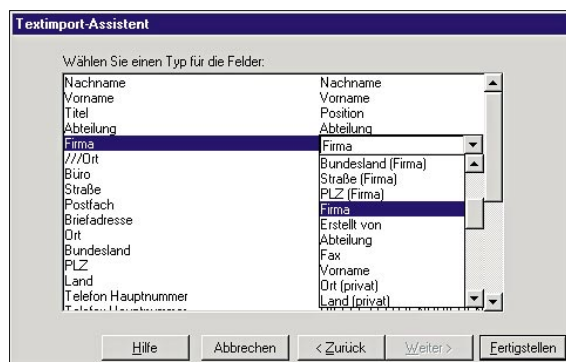 Textimport-Assistent
Wählen Sie einen Typ für die Felder:
Nachname Nachname
Vorname Vorname
Titel Position
Abteilung Abteilung
Firma Firma
///Ort Bundesland (Firma)
Büro Straße (Firma)
Straße PLZ (Firma)
Postfach Firma
Briefadresse Erstellt von
Ort Abteilung
Bundesland Fax
PLZ Vorname
Land Ort (privat)
Telefon Hauptnummer Land (privat)
Hilfe Abbrechen < Zurück Weiter > Fertigstellen